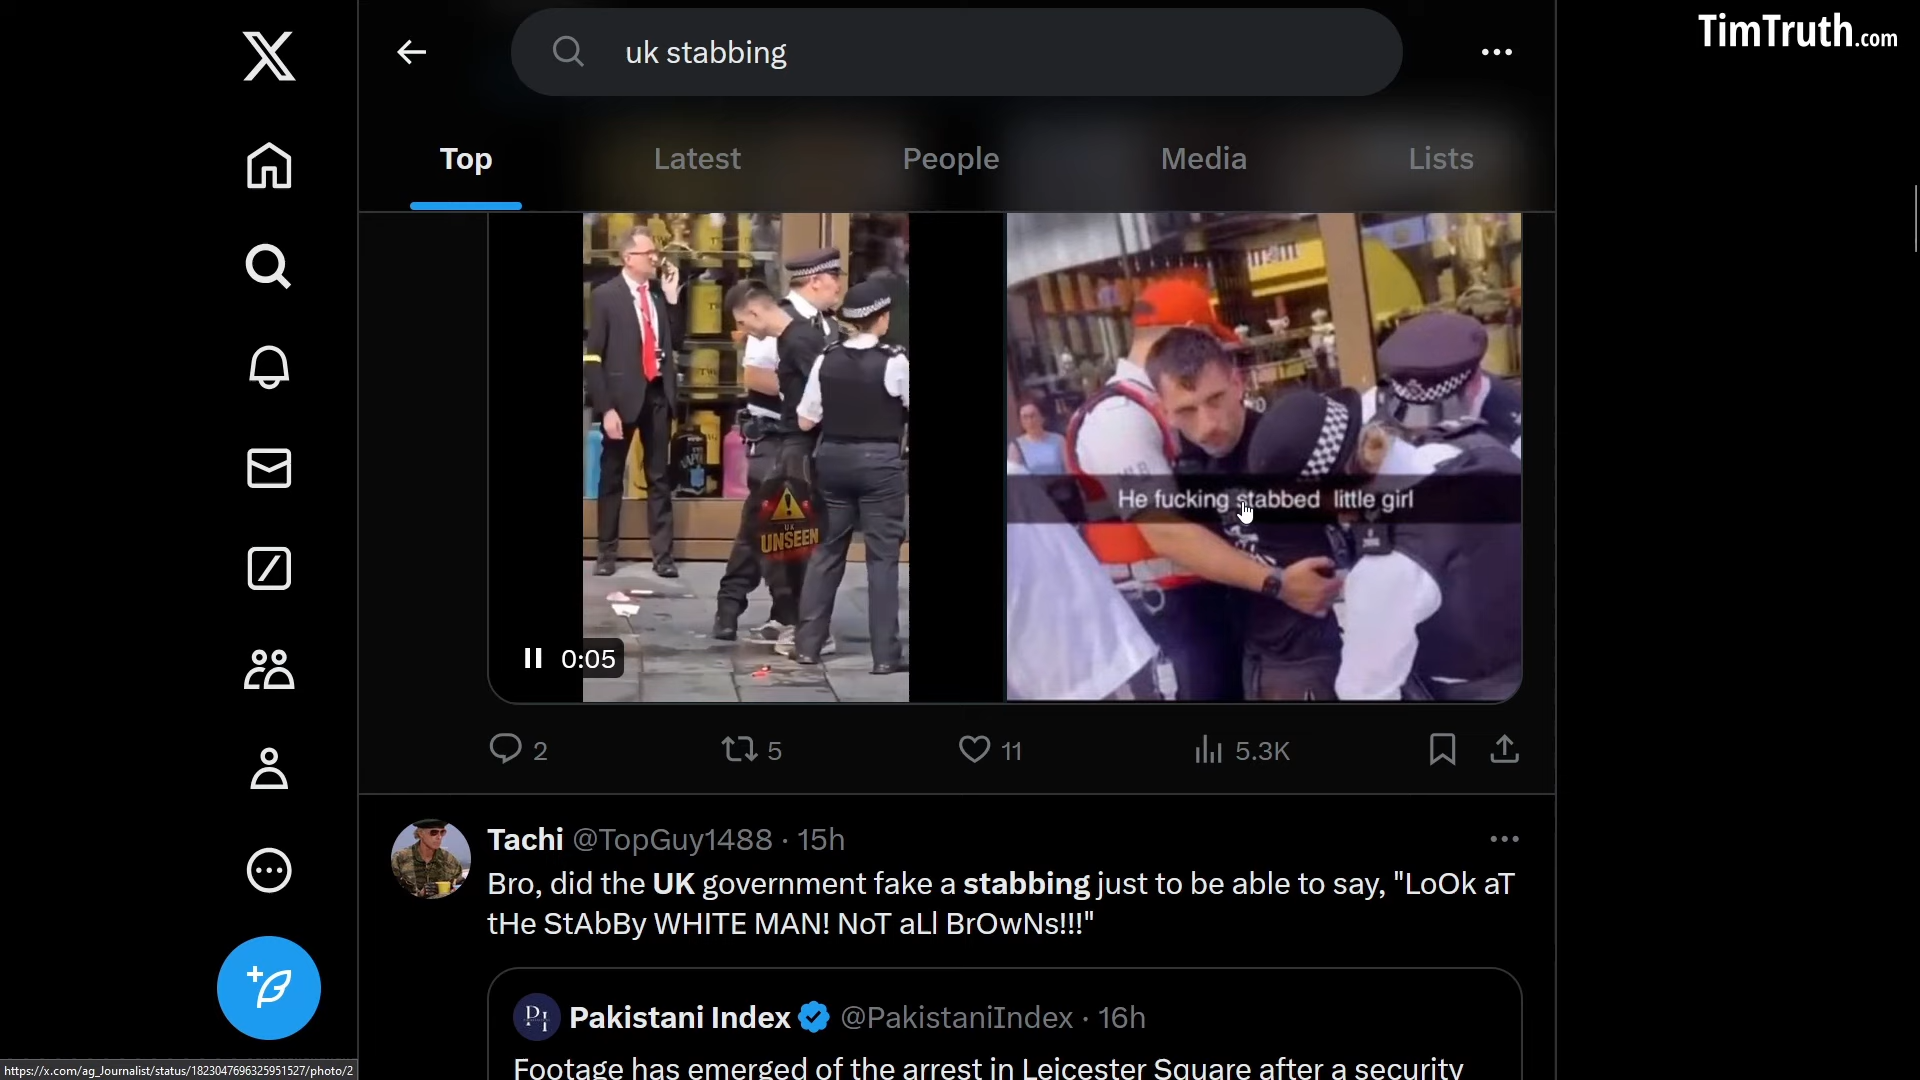 TimTruth.com
uk stabbing
Top
Latest
People
Media
Lists
TWG
He fucking stabbed little girl
UK
UNSEEN
0:05
2
5
11
5.3K
Tachi @TopGuy1488 · 15h
Bro, did the UK government fake a stabbing just to be able to say, "LoOk aT
tHe StAbBy WHITE MAN! NoT aLl BrOwNs!!!"
PI
Pakistani Index @PakistaniIndex · 16h
Footage has emerged of the arrest in Leicester Square after a security
https://x.com/ag_Journalist/status/1823047696325951527/photo/2